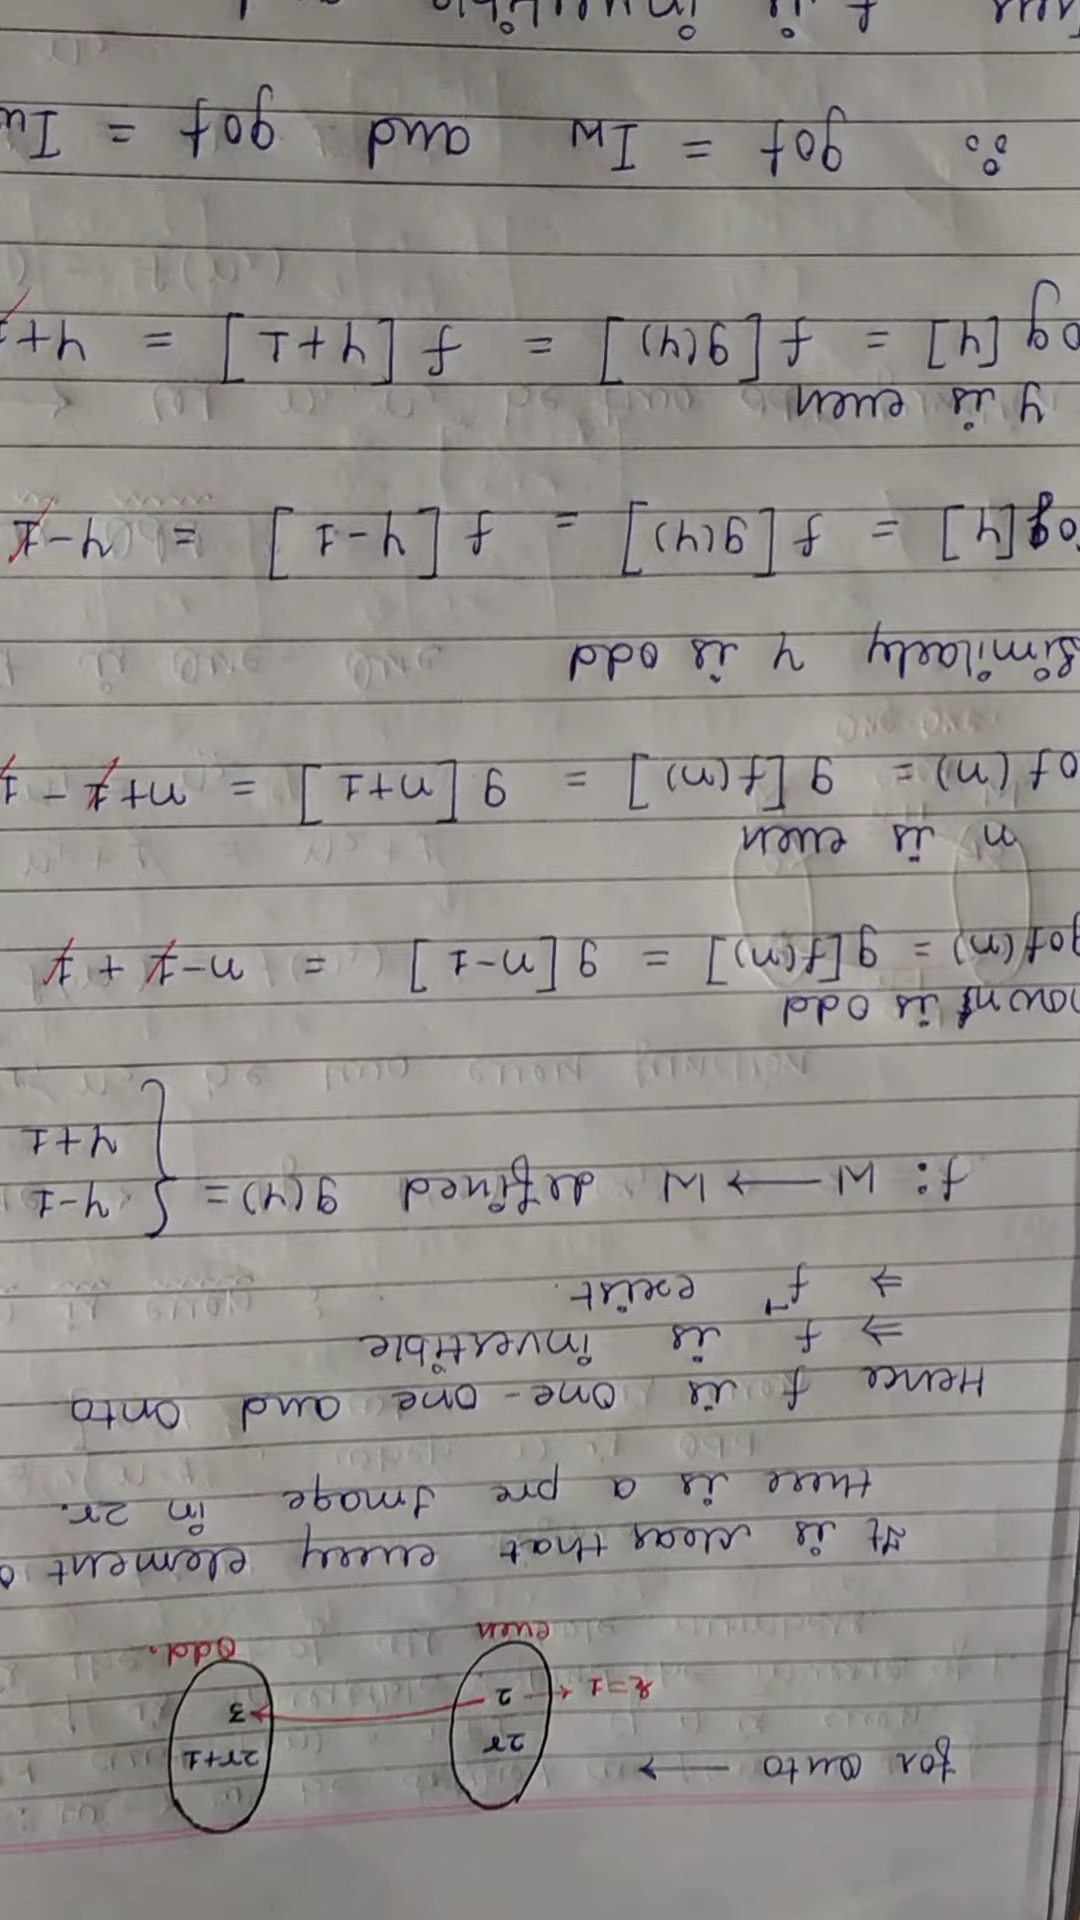 for onto →
2r 2r+1
r=1 → 2 3
even odd.
It is clear that every element
there is a pre Image in 2r.
Hence f is one-one and onto
⇒ f is invertible
⇒ f⁻¹ exist.
f: W → W defined g(y) = { y-1
y+1
n is odd
gof(n) = g[f(n)] = g[n-1] = n-1+1
n is even
of(n) = g[f(n)] = g[n+1] = n+1-1
Similarly y is odd
og[y] = f[g(y)] = f[y-1] = y-1
y is even
og[y] = f[g(y)] = f[y+1] = y+1
∴ gof = Iw and gof = Iw
f is invertible